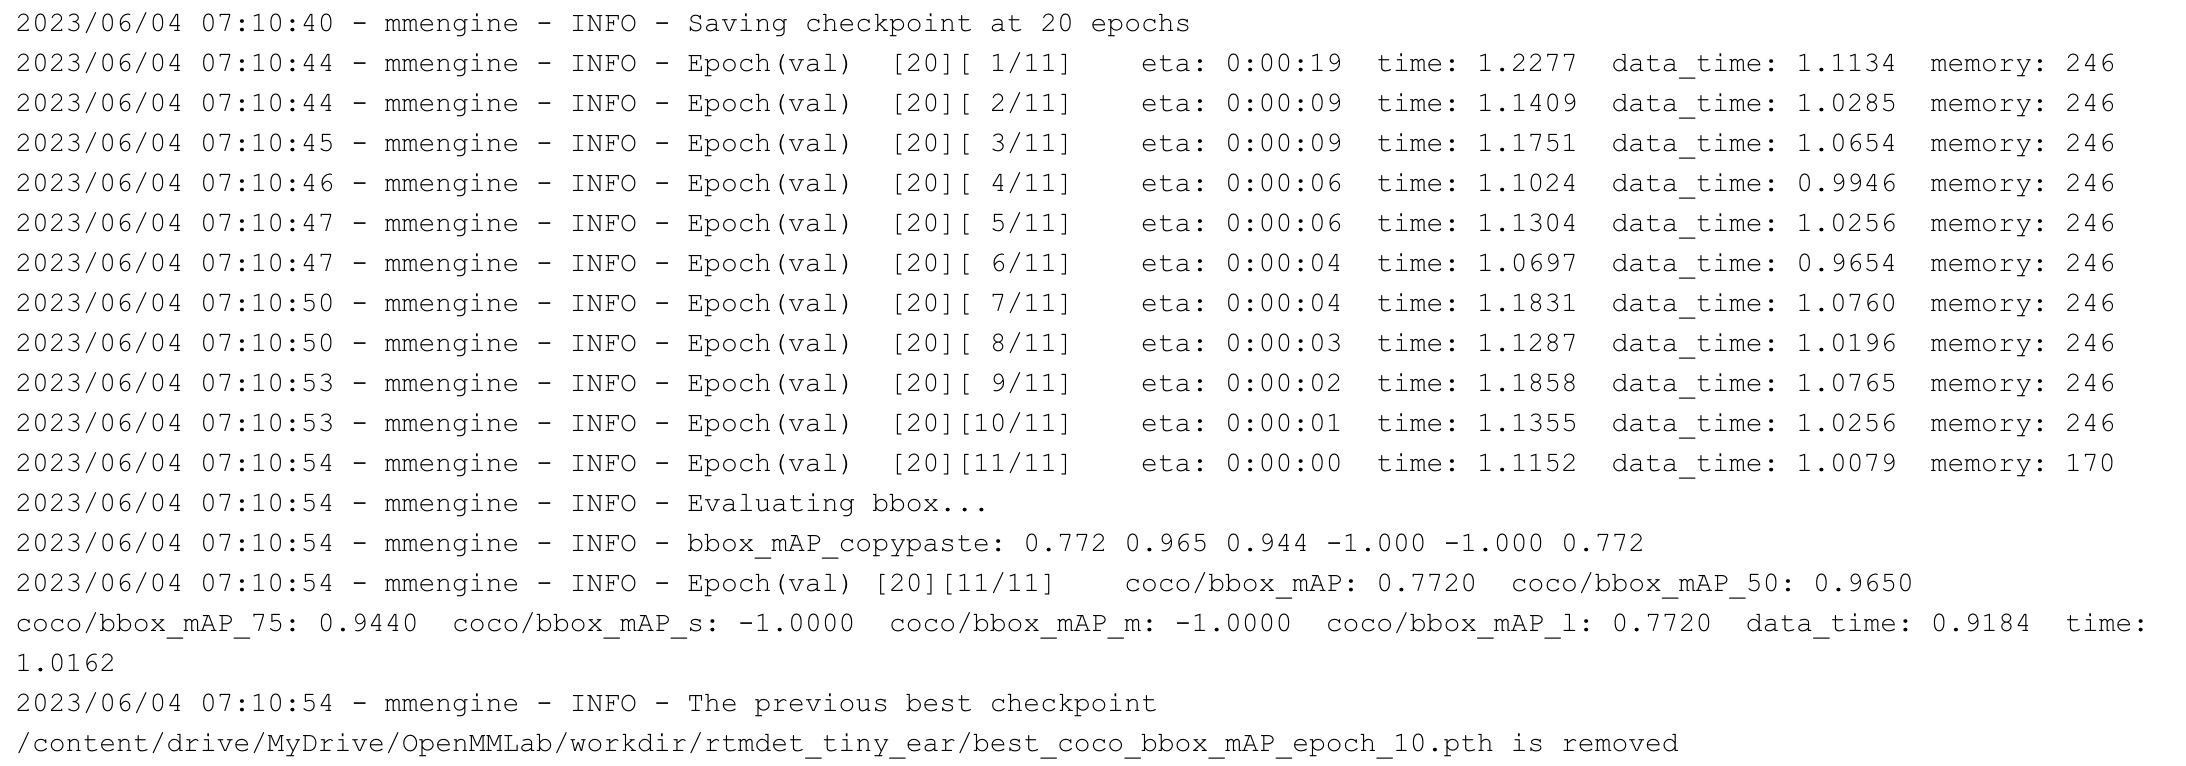 2023/06/04 07:10:40 - mmengine - INFO - Saving checkpoint at 20 epochs
2023/06/04 07:10:44 - mmengine - INFO - Epoch(val)  [20][ 1/11]    eta: 0:00:19  time: 1.2277  data_time: 1.1134  memory: 246
2023/06/04 07:10:44 - mmengine - INFO - Epoch(val)  [20][ 2/11]    eta: 0:00:09  time: 1.1409  data_time: 1.0285  memory: 246
2023/06/04 07:10:45 - mmengine - INFO - Epoch(val)  [20][ 3/11]    eta: 0:00:09  time: 1.1751  data_time: 1.0654  memory: 246
2023/06/04 07:10:46 - mmengine - INFO - Epoch(val)  [20][ 4/11]    eta: 0:00:06  time: 1.1024  data_time: 0.9946  memory: 246
2023/06/04 07:10:47 - mmengine - INFO - Epoch(val)  [20][ 5/11]    eta: 0:00:06  time: 1.1304  data_time: 1.0256  memory: 246
2023/06/04 07:10:47 - mmengine - INFO - Epoch(val)  [20][ 6/11]    eta: 0:00:04  time: 1.0697  data_time: 0.9654  memory: 246
2023/06/04 07:10:50 - mmengine - INFO - Epoch(val)  [20][ 7/11]    eta: 0:00:04  time: 1.1831  data_time: 1.0760  memory: 246
2023/06/04 07:10:50 - mmengine - INFO - Epoch(val)  [20][ 8/11]    eta: 0:00:03  time: 1.1287  data_time: 1.0196  memory: 246
2023/06/04 07:10:53 - mmengine - INFO - Epoch(val)  [20][ 9/11]    eta: 0:00:02  time: 1.1858  data_time: 1.0765  memory: 246
2023/06/04 07:10:53 - mmengine - INFO - Epoch(val)  [20][10/11]    eta: 0:00:01  time: 1.1355  data_time: 1.0256  memory: 246
2023/06/04 07:10:54 - mmengine - INFO - Epoch(val)  [20][11/11]    eta: 0:00:00  time: 1.1152  data_time: 1.0079  memory: 170
2023/06/04 07:10:54 - mmengine - INFO - Evaluating bbox...
2023/06/04 07:10:54 - mmengine - INFO - bbox_mAP_copypaste: 0.772 0.965 0.944 -1.000 -1.000 0.772
2023/06/04 07:10:54 - mmengine - INFO - Epoch(val) [20][11/11]    coco/bbox_mAP: 0.7720  coco/bbox_mAP_50: 0.9650
coco/bbox_mAP_75: 0.9440  coco/bbox_mAP_s: -1.0000  coco/bbox_mAP_m: -1.0000  coco/bbox_mAP_l: 0.7720  data_time: 0.9184  time:
1.0162
2023/06/04 07:10:54 - mmengine - INFO - The previous best checkpoint
/content/drive/MyDrive/OpenMMLab/workdir/rtmdet_tiny_ear/best_coco_bbox_mAP_epoch_10.pth is removed